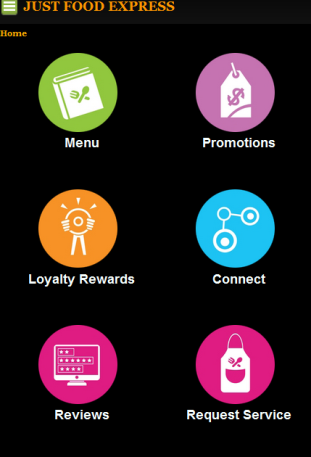 JUST FOOD EXPRESS
Home
Menu
Promotions
Loyalty Rewards
Connect
Reviews
Request Service